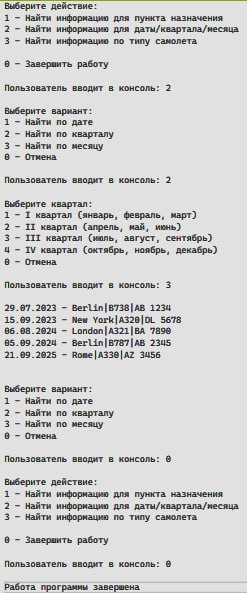 Выберите действие:
1 - Найти информацию для пункта назначения
2 - Найти информацию для даты/квартала/месяца
3 - Найти информацию по типу самолета
0 - Завершить работу
Пользователь вводит в консоль: 2
Выберите вариант:
1 - Найти по дате
2 - Найти по кварталу
3 - Найти по месяцу
0 - Отмена
Пользователь вводит в консоль: 2
Выберите квартал:
1 - I квартал (январь, февраль, март)
2 - II квартал (апрель, май, июнь)
3 - III квартал (июль, август, сентябрь)
4 - IV квартал (октябрь, ноябрь, декабрь)
0 - Отмена
Пользователь вводит в консоль: 3
29.07.2023 - Berlin|B738|AB 1234
15.09.2023 - New York|A320|DL 5678
06.08.2024 - London|A321|BA 7890
05.09.2024 - Berlin|B787|AB 2345
21.09.2025 - Rome|A330|AZ 3456
Выберите вариант:
1 - Найти по дате
2 - Найти по кварталу
3 - Найти по месяцу
0 - Отмена
Пользователь вводит в консоль: 0
Выберите действие:
1 - Найти информацию для пункта назначения
2 - Найти информацию для даты/квартала/месяца
3 - Найти информацию по типу самолета
0 - Завершить работу
Пользователь вводит в консоль: 0
Работа программы завершена